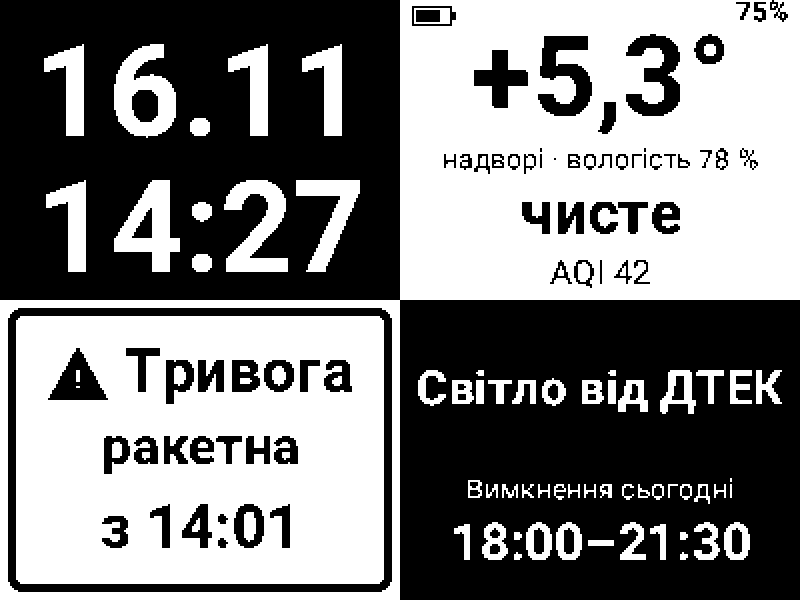 16.11
14:27
75%
+5,3°
надворі · вологість 78 %
чисте
AQI 42
Тривога
ракетна
з 14:01
Світло від ДТЕК
Вимкнення сьогодні
18:00–21:30